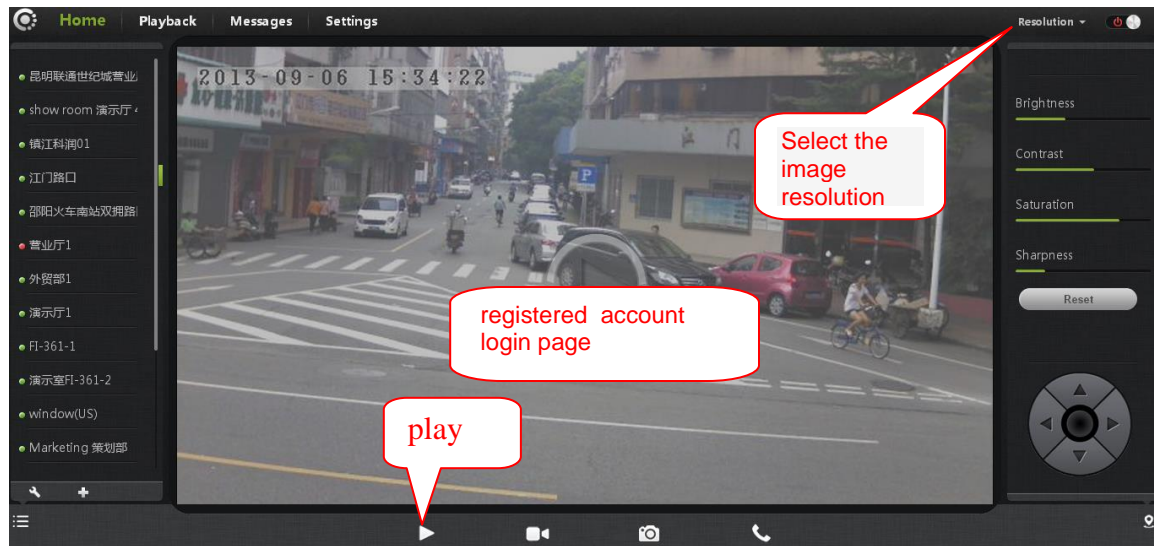 Home Playback Messages Settings Resolution
2013-09-06 15:34:22
昆明联通世纪城营业
show room 演示厅
镇江科润01
江门路口
邵阳火车南站双拥路
营业厅1
外贸部1
演示厅1
FI-361-1
演示室FI-361-2
window(US)
Marketing 策划部
P
Select the
image
resolution
registered account
login page
play
Brightness
Contrast
Saturation
Sharpness
Reset